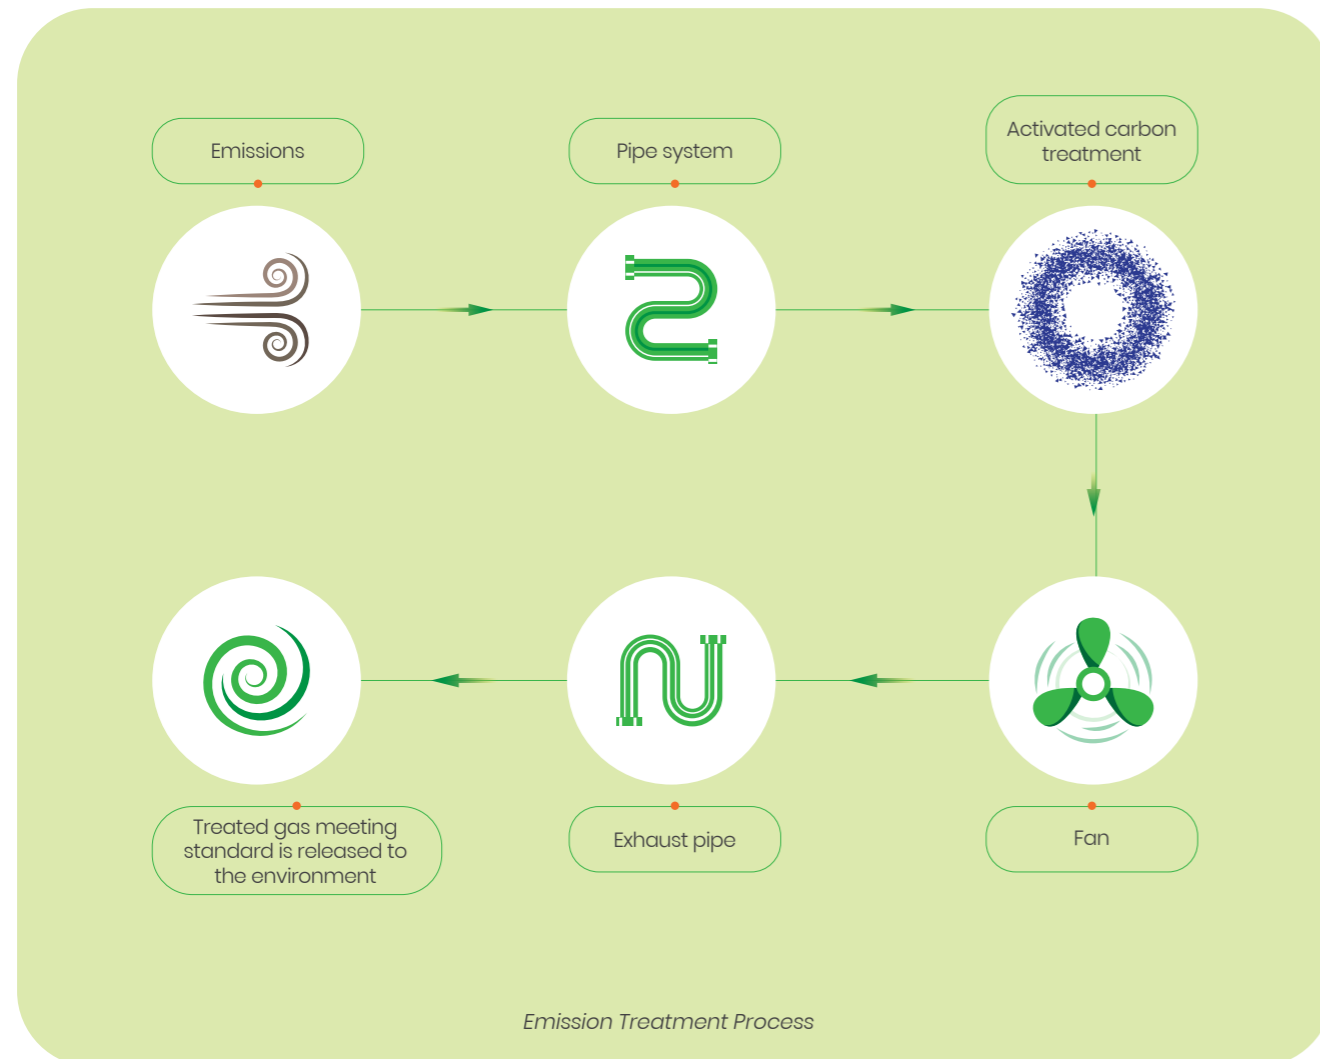 Emissions
Pipe system
Activated carbon
treatment
Treated gas meeting
standard is released to
the environment
Exhaust pipe
Fan
Emission Treatment Process